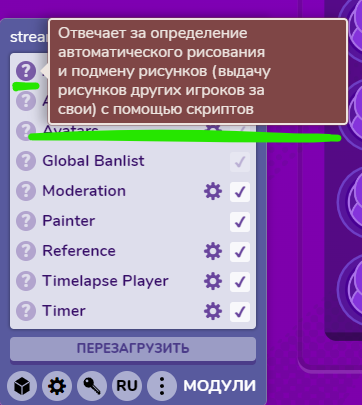 stream
Отвечает за определение
автоматического рисования
и подмену рисунков (выдачу
рисунков других игроков за
свои) с помощью скриптов
Avatars
Global Banlist
Moderation
Painter
Reference
Timelapse Player
Timer
ПЕРЕЗАГРУЗИТЬ
RU МОДУЛИ